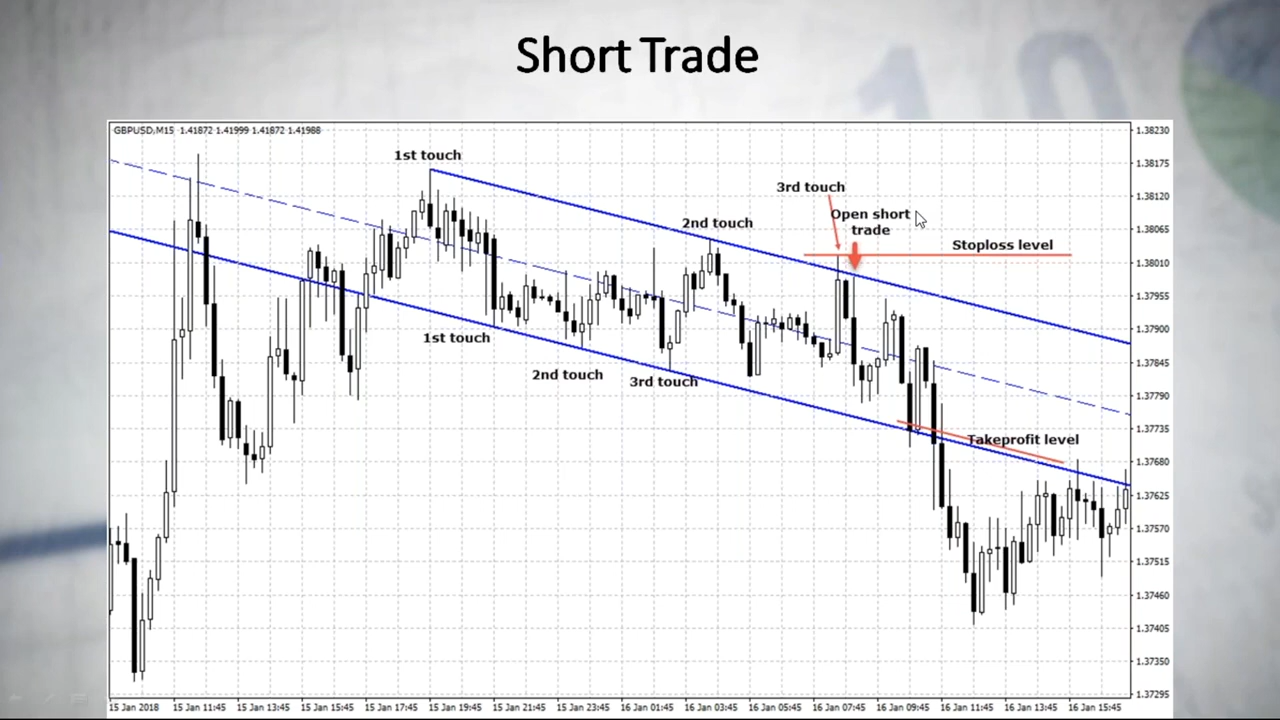 Short Trade
GBPUSD,M15 1.41872 1.41999 1.41872 1.41988
1st touch
2nd touch
3rd touch
Open short
trade
Stoploss level
1st touch
2nd touch
3rd touch
Takeprofit level
1.38230
1.38175
1.38120
1.38065
1.38010
1.37955
1.37900
1.37845
1.37790
1.37735
1.37680
1.37625
1.37570
1.37515
1.37460
1.37405
1.37350
1.37295
15 Jan 2018 15 Jan 11:45 15 Jan 13:45 15 Jan 15:45 15 Jan 17:45 15 Jan 19:45 15 Jan 21:45 15 Jan 23:45 16 Jan 01:45 16 Jan 03:45 16 Jan 05:45 16 Jan 07:45 16 Jan 09:45 16 Jan 11:45 16 Jan 13:45 16 Jan 15:45
10